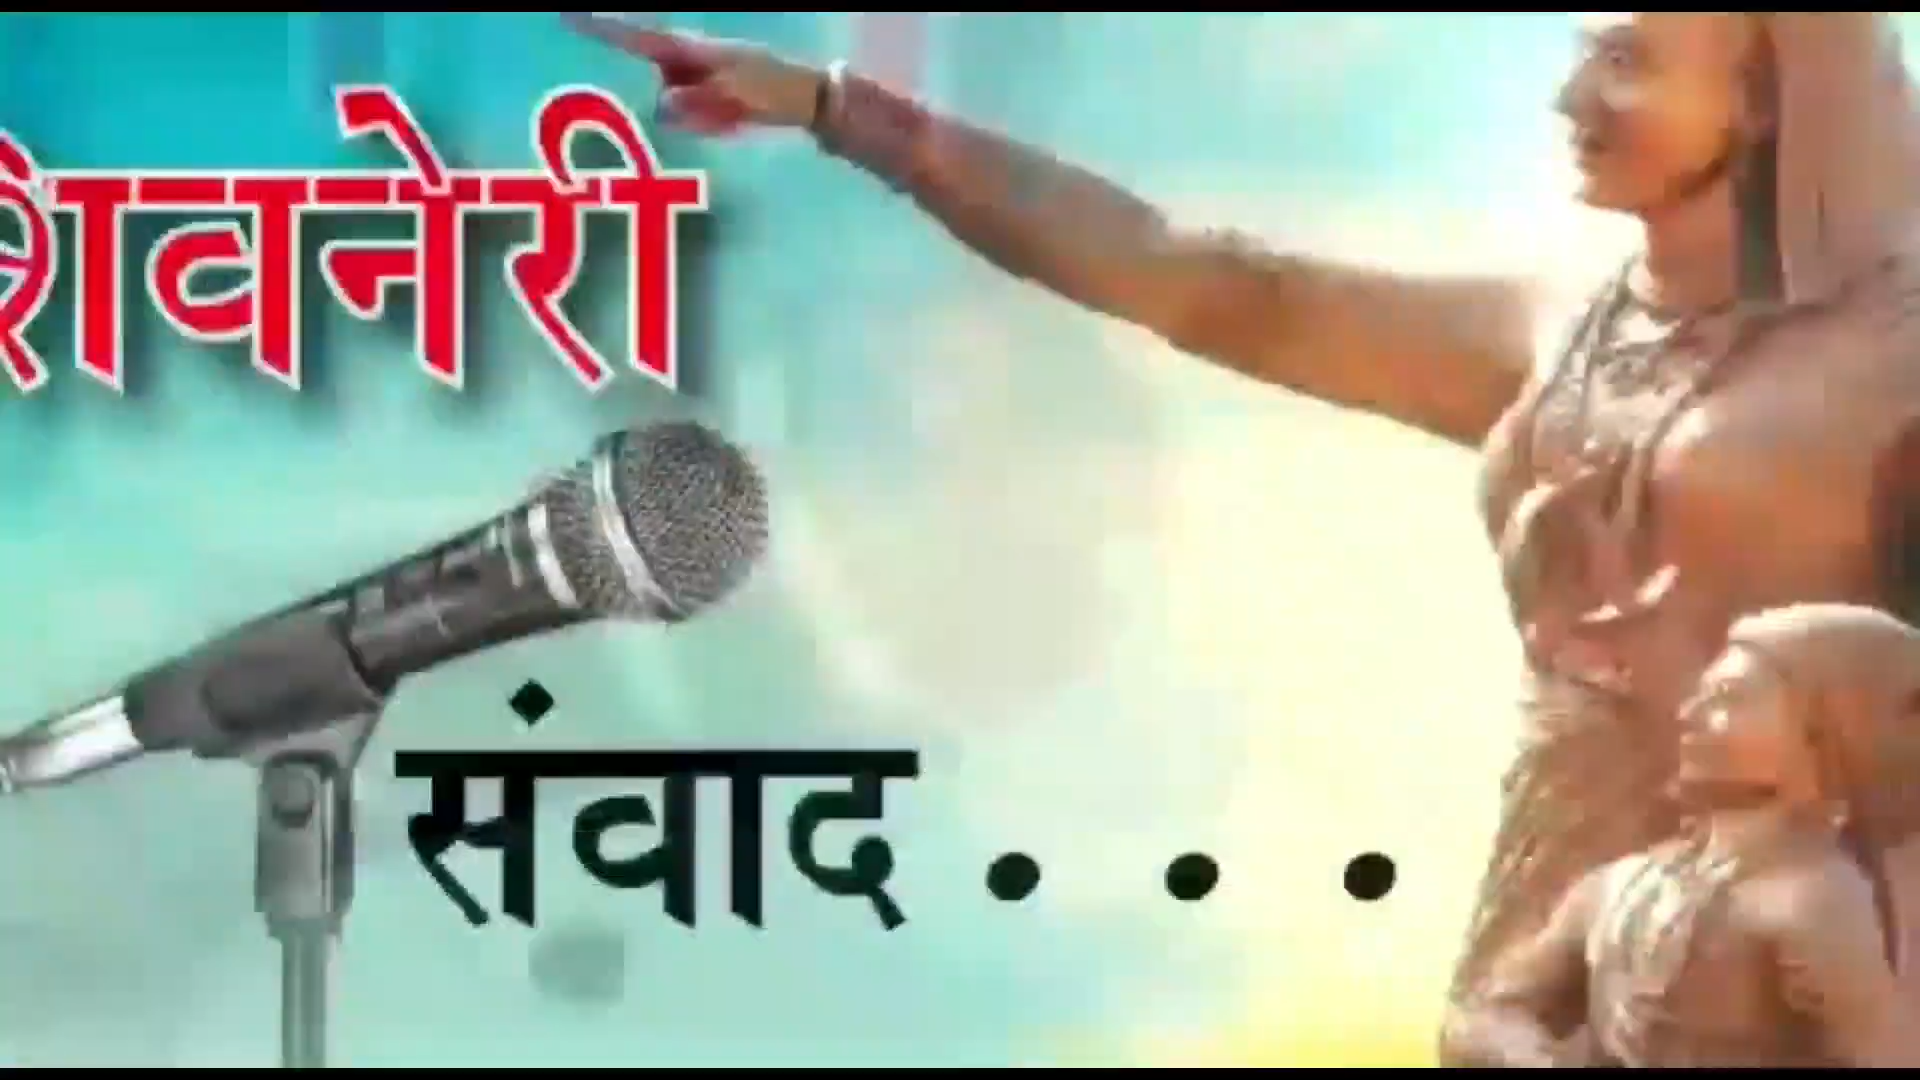 शिवनेरी
संवाद . . .